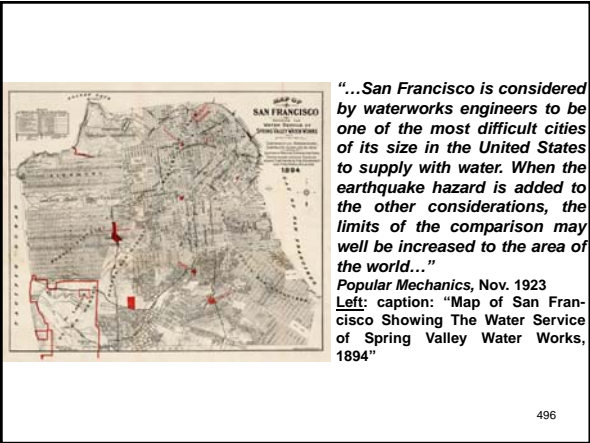 MAP OF
SAN FRANCISCO
WATER SERVICE OF
SPRING VALLEY WATER WORKS
1894
"…San Francisco is considered
by waterworks engineers to be
one of the most difficult cities
of its size in the United States
to supply with water. When the
earthquake hazard is added to
the other considerations, the
limits of the comparison may
well be increased to the area of
the world…"
Popular Mechanics, Nov. 1923
Left: caption: "Map of San Fran-
cisco Showing The Water Service
of Spring Valley Water Works,
1894"
496